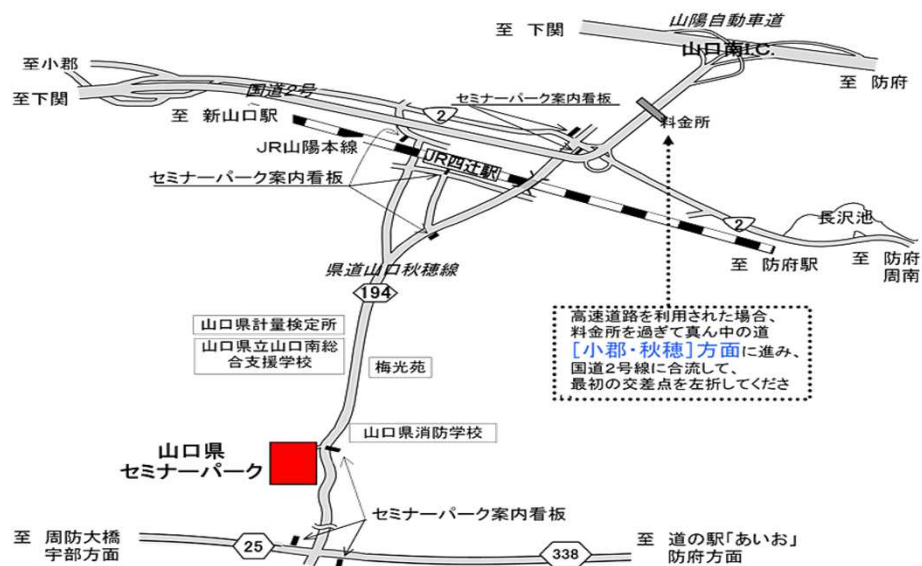 山陽自動車道
至 下関
山口南I.C.
至 防府
至小郡
至下関
国道2号
至 新山口駅
2
セミナーパーク案内看板
料金所
JR山陽本線
JR四辻駅
セミナーパーク案内看板
2
長沢池
至 防府駅
至 防府
周南
県道山口秋穂線
194
高速道路を利用された場合、
料金所を過ぎて真ん中の道
[小郡・秋穂]方面に進み、
国道2号線に合流して、
最初の交差点を左折してくださ
山口県計量検定所
山口県立山口南総
合支援学校
梅光苑
山口県消防学校
山口県
セミナーパーク
セミナーパーク案内看板
至 周防大橋
宇部方面
25
338
至 道の駅「あいお」
防府方面